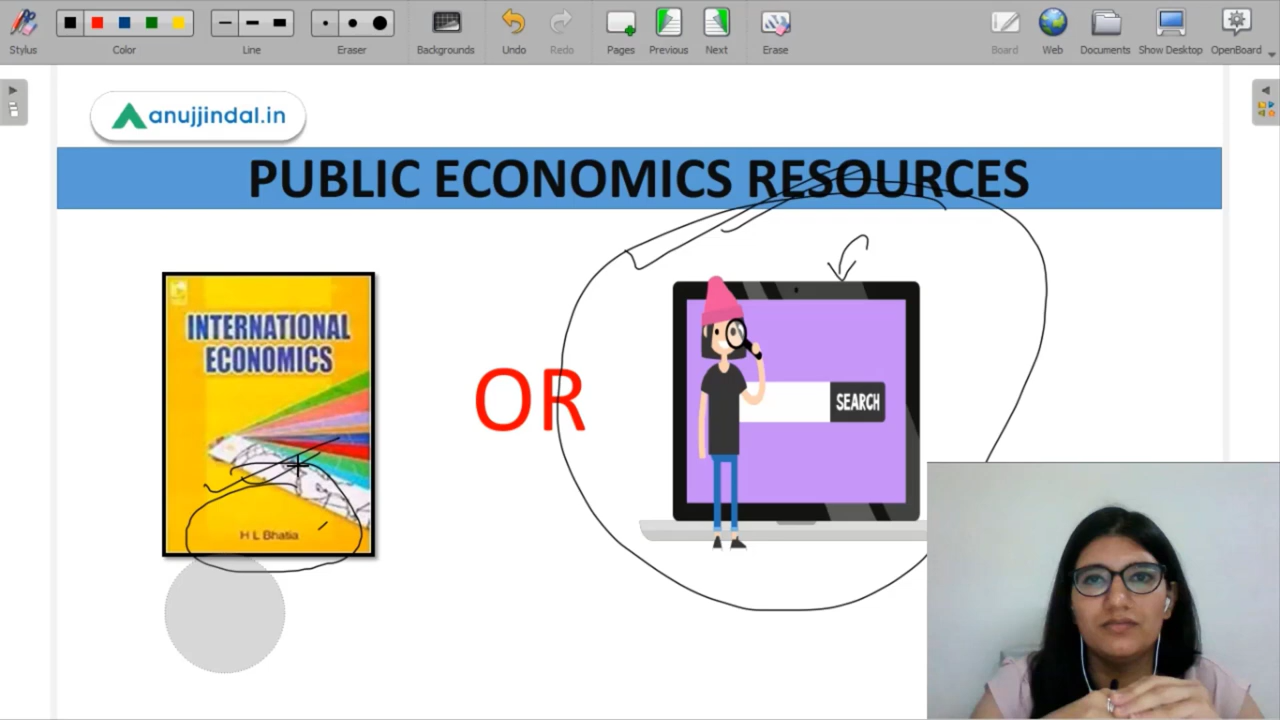 Stylus
Color
Line
Eraser
Backgrounds
Undo
Redo
Pages
Previous
Next
Erase
Board
Web
Documents
Show Desktop
OpenBoard
anujjindal.in
PUBLIC ECONOMICS RESOURCES
INTERNATIONAL
ECONOMICS
H L Bhatia
OR
SEARCH